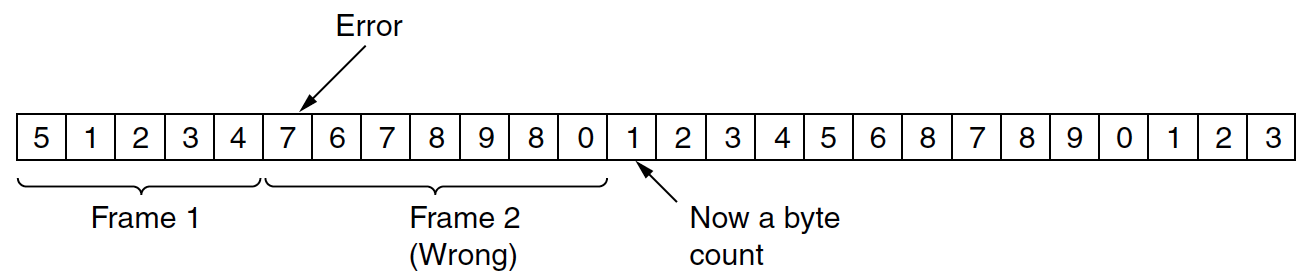 Error
5 1 2 3 4 7 6 7 8 9 8 0 1 2 3 4 5 6 8 7 8 9 0 1 2 3
Frame 1
Frame 2
(Wrong)
Now a byte
count